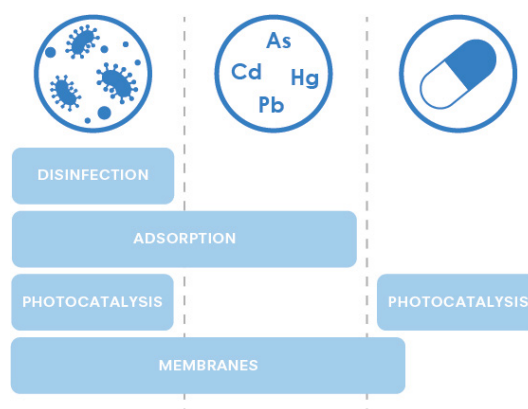 As
Cd
Hg
Pb
DISINFECTION
ADSORPTION
PHOTOCATALYSIS
PHOTOCATALYSIS
MEMBRANES